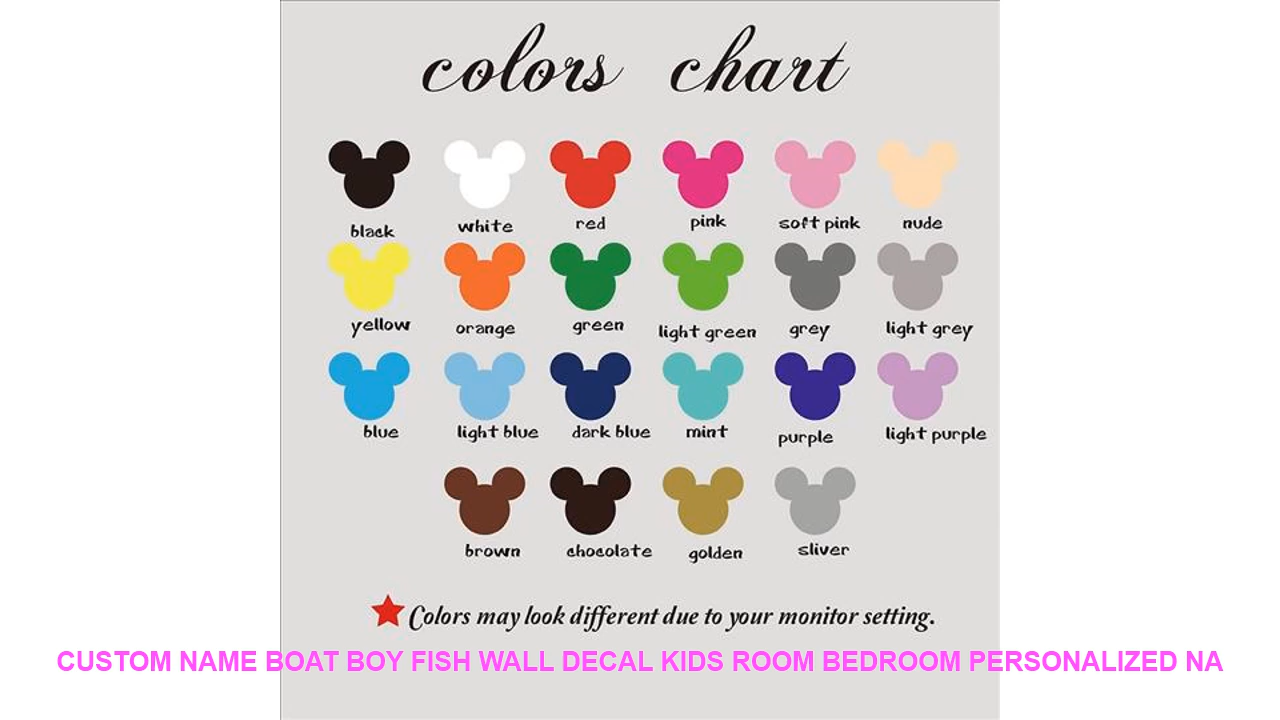 colors chart
black white red pink soft pink nude
yellow orange green light green grey light grey
blue light blue dark blue mint purple light purple
brown chocolate golden sliver
Colors may look different due to your monitor setting.
CUSTOM NAME BOAT BOY FISH WALL DECAL KIDS ROOM BEDROOM PERSONALIZED NA